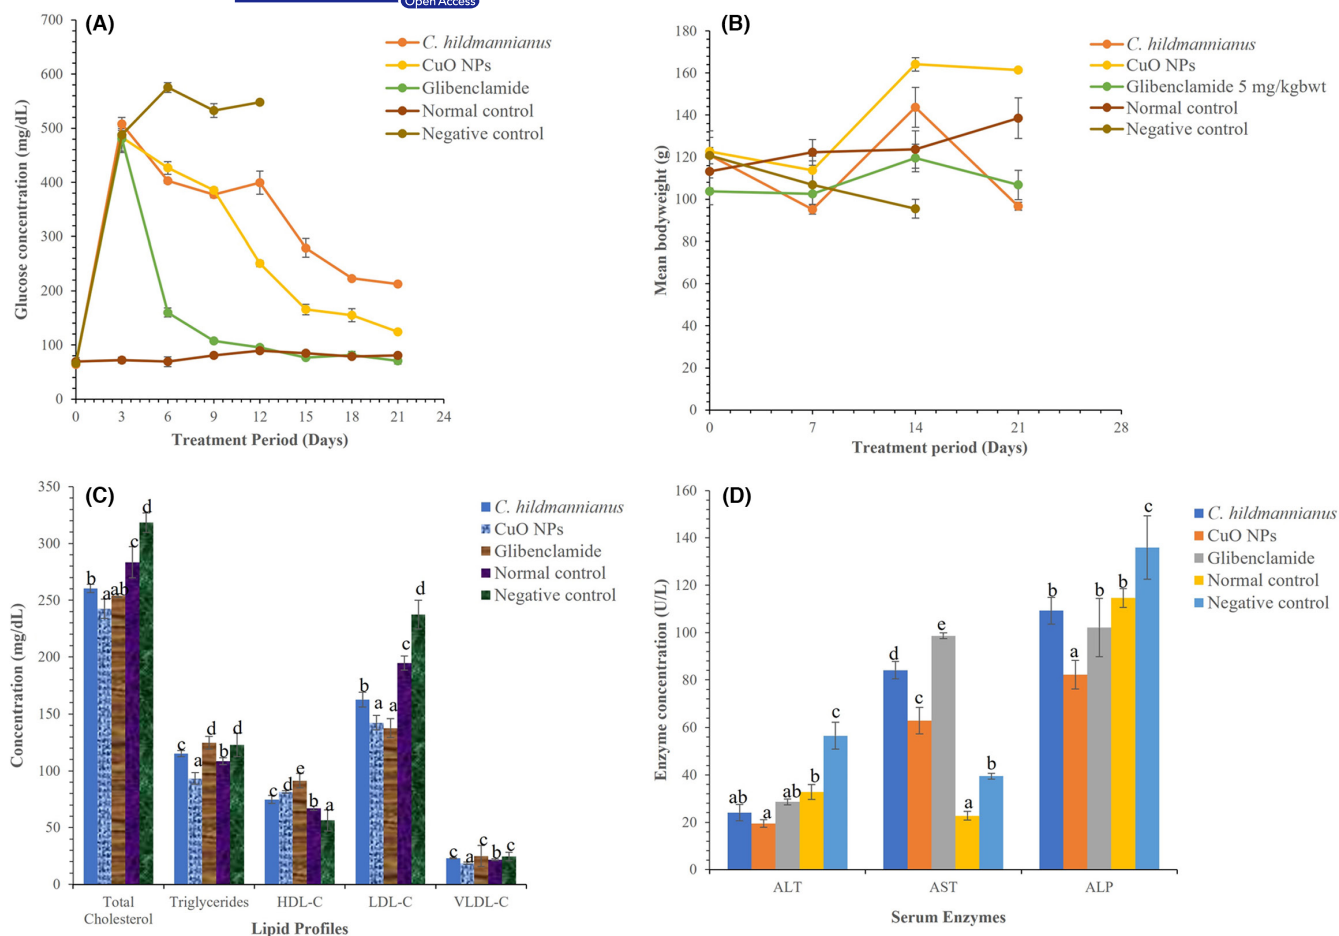 Open Access
(A)
700
600
500
400
300
200
100
0
Glucose concentration (mg/dL)
0 3 6 9 12 15 18 21 24
Treatment Period (Days)
C. hildmannianus
CuO NPs
Glibenclamide
Normal control
Negative control
(B)
180
160
140
120
100
80
60
40
20
0
Mean bodyweight (g)
0 7 14 21 28
Treatment period (Days)
C. hildmannianus
CuO NPs
Glibenclamide 5 mg/kgbwt
Normal control
Negative control
(C)
350
300
250
200
150
100
50
0
Concentration (mg/dL)
b a ab c d
c a d b d
c d e b a
b a a c d
c a c b c
Total
Cholesterol
Triglycerides
HDL-C
LDL-C
VLDL-C
Lipid Profiles
C. hildmannianus
CuO NPs
Glibenclamide
Normal control
Negative control
(D)
160
140
120
100
80
60
40
20
0
Enzyme concentration (U/L)
ab a ab b c
d c e a b
b a b b c
ALT AST ALP
Serum Enzymes
C. hildmannianus
CuO NPs
Glibenclamide
Normal control
Negative control